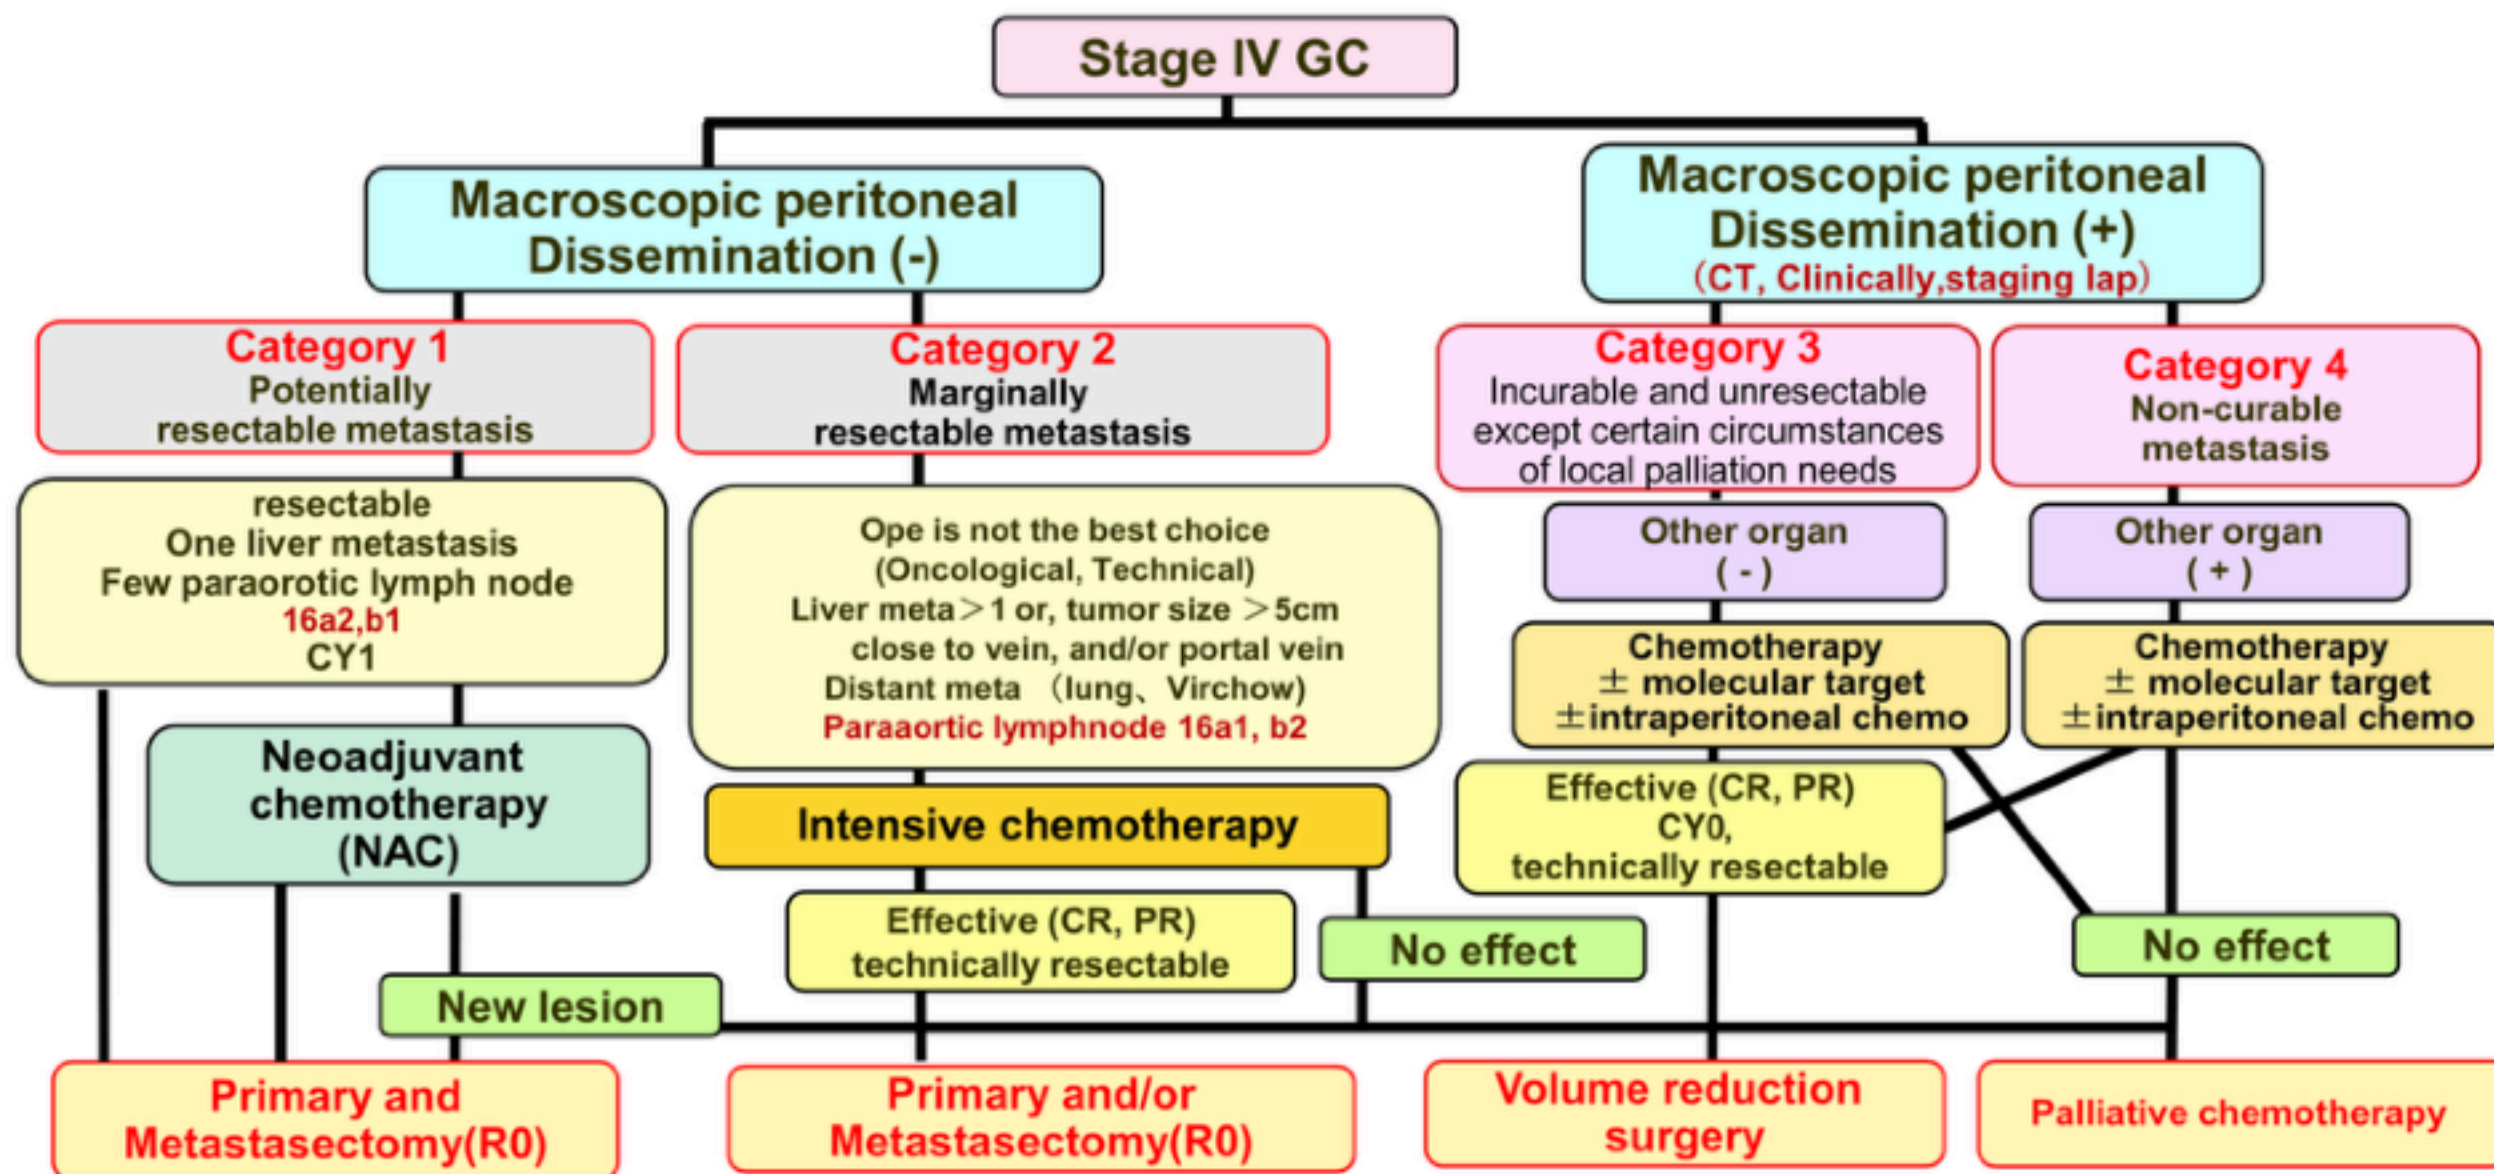 Stage IV GC
Macroscopic peritoneal
Dissemination (-)
Macroscopic peritoneal
Dissemination (+)
（CT, Clinically,staging lap）
Category 1
Potentially
resectable metastasis
Category 2
Marginally
resectable metastasis
Category 3
Incurable and unresectable
except certain circumstances
of local palliation needs
Category 4
Non-curable
metastasis
resectable
One liver metastasis
Few paraorotic lymph node
16a2,b1
CY1
Ope is not the best choice
(Oncological, Technical)
Liver meta＞1 or, tumor size ＞5cm
close to vein, and/or portal vein
Distant meta （lung、Virchow)
Paraaortic lymphnode 16a1, b2
Other organ
( - )
Other organ
( + )
Chemotherapy
± molecular target
±intraperitoneal chemo
Chemotherapy
± molecular target
±intraperitoneal chemo
Neoadjuvant
chemotherapy
(NAC)
Intensive chemotherapy
Effective (CR, PR)
CY0,
technically resectable
Effective (CR, PR)
technically resectable
No effect
No effect
New lesion
Primary and
Metastasectomy(R0)
Primary and/or
Metastasectomy(R0)
Volume reduction
surgery
Palliative chemotherapy